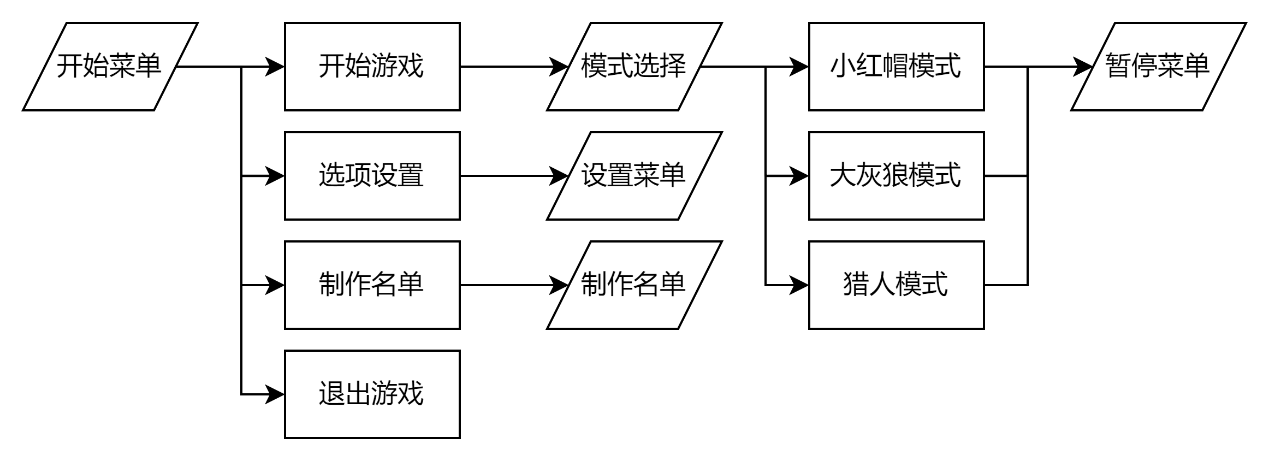 开始菜单
开始游戏
模式选择
小红帽模式
暂停菜单
选项设置
设置菜单
大灰狼模式
制作名单
制作名单
猎人模式
退出游戏